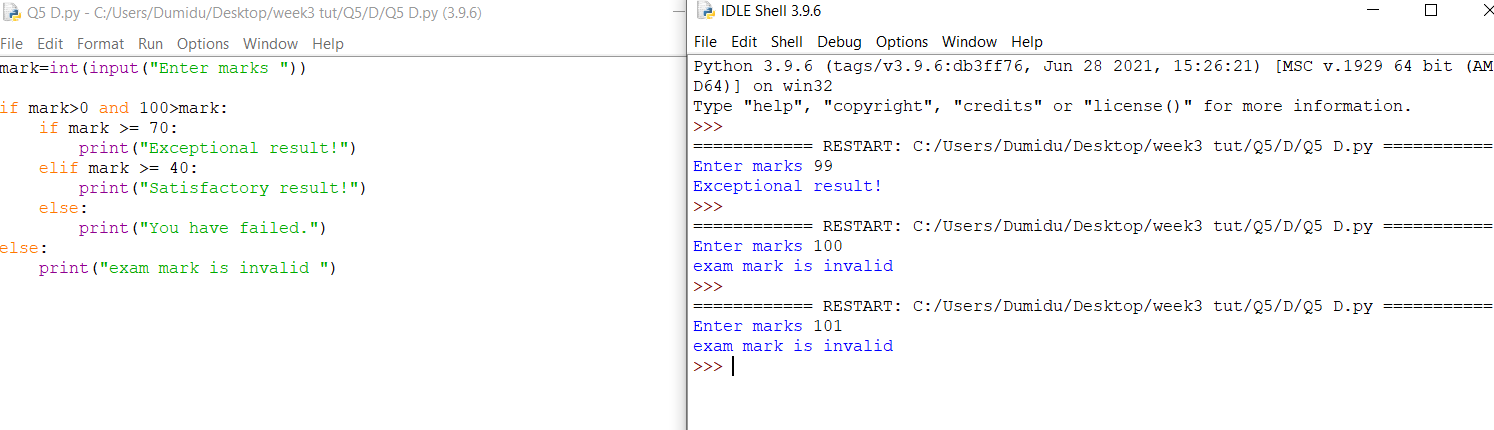 Q5 D.py - C:/Users/Dumidu/Desktop/week3 tut/Q5/D/Q5 D.py (3.9.6)
File Edit Format Run Options Window Help
mark=int(input("Enter marks "))
if mark>0 and 100>mark:
    if mark >= 70:
        print("Exceptional result!")
    elif mark >= 40:
        print("Satisfactory result!")
    else:
        print("You have failed.")
else:
    print("exam mark is invalid ")
IDLE Shell 3.9.6
File Edit Shell Debug Options Window Help
Python 3.9.6 (tags/v3.9.6:db3ff76, Jun 28 2021, 15:26:21) [MSC v.1929 64 bit (AM
D64)] on win32
Type "help", "copyright", "credits" or "license()" for more information.
>>>
============ RESTART: C:/Users/Dumidu/Desktop/week3 tut/Q5/D/Q5 D.py ===========
Enter marks 99
Exceptional result!
>>>
============ RESTART: C:/Users/Dumidu/Desktop/week3 tut/Q5/D/Q5 D.py ===========
Enter marks 100
exam mark is invalid
>>>
============ RESTART: C:/Users/Dumidu/Desktop/week3 tut/Q5/D/Q5 D.py ===========
Enter marks 101
exam mark is invalid
>>>